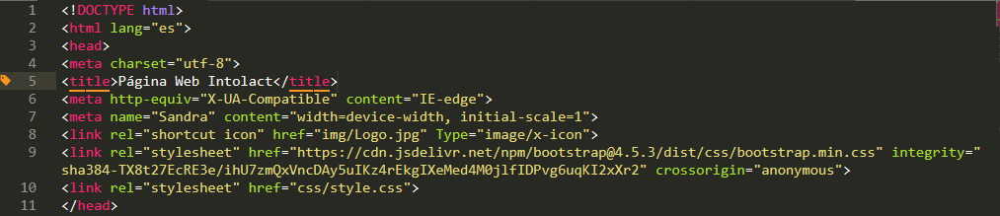 1 <!DOCTYPE html>
2 <html lang="es">
3 <head>
4 <meta charset="utf-8">
5 <title>Página Web Intolact</title>
6 <meta http-equiv="X-UA-Compatible" content="IE-edge">
7 <meta name="Sandra" content="width=device-width, initial-scale=1">
8 <link rel="shortcut icon" href="img/Logo.jpg" Type="image/x-icon">
9 <link rel="stylesheet" href="https://cdn.jsdelivr.net/npm/bootstrap@4.5.3/dist/css/bootstrap.min.css" integrity="
sha384-TX8t27EcRE3e/ihU7zmQxVncDAy5uIKz4rEkgIXeMed4M0jlfIDPvg6uqKI2xXr2" crossorigin="anonymous">
10 <link rel="stylesheet" href="css/style.css">
11 </head>